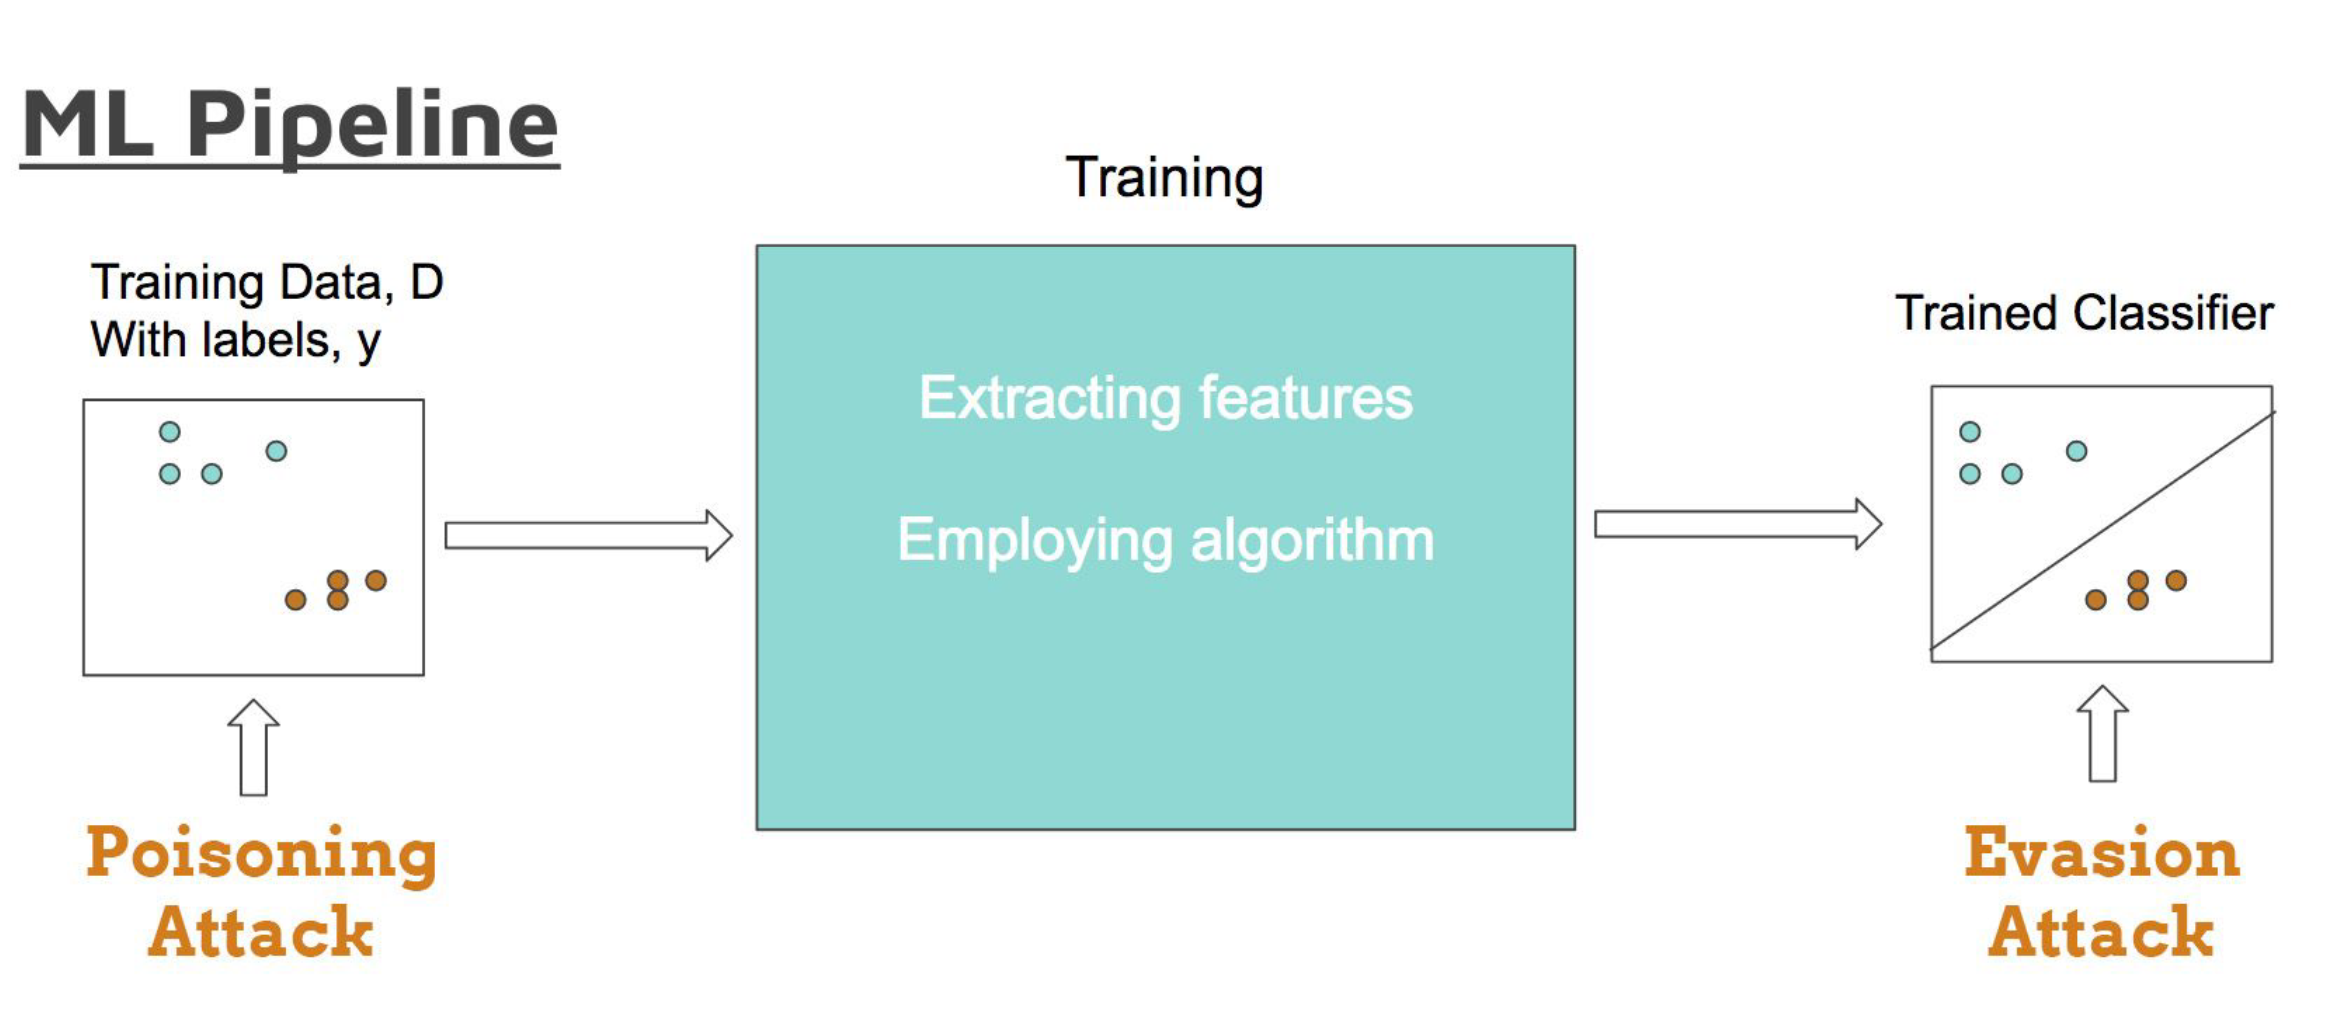 ML Pipeline
Training
Training Data, D
With labels, y
Trained Classifier
Extracting features
Employing algorithm
Poisoning
Attack
Evasion
Attack